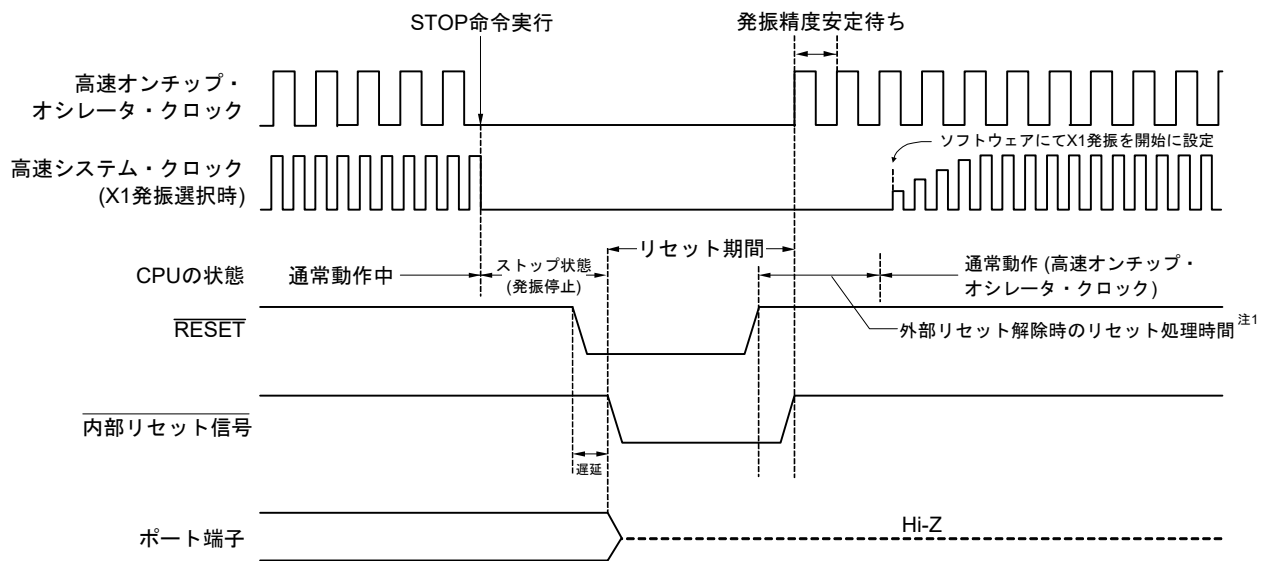 STOP命令実行
発振精度安定待ち
高速オンチップ・
オシレータ・クロック
ソフトウェアにてX1発振を開始に設定
高速システム・クロック
(X1発振選択時)
リセット期間
CPUの状態
通常動作中
ストップ状態
(発振停止)
通常動作 (高速オンチップ・
オシレータ・クロック)
RESET
外部リセット解除時のリセット処理時間注1
内部リセット信号
遅延
ポート端子
Hi-Z